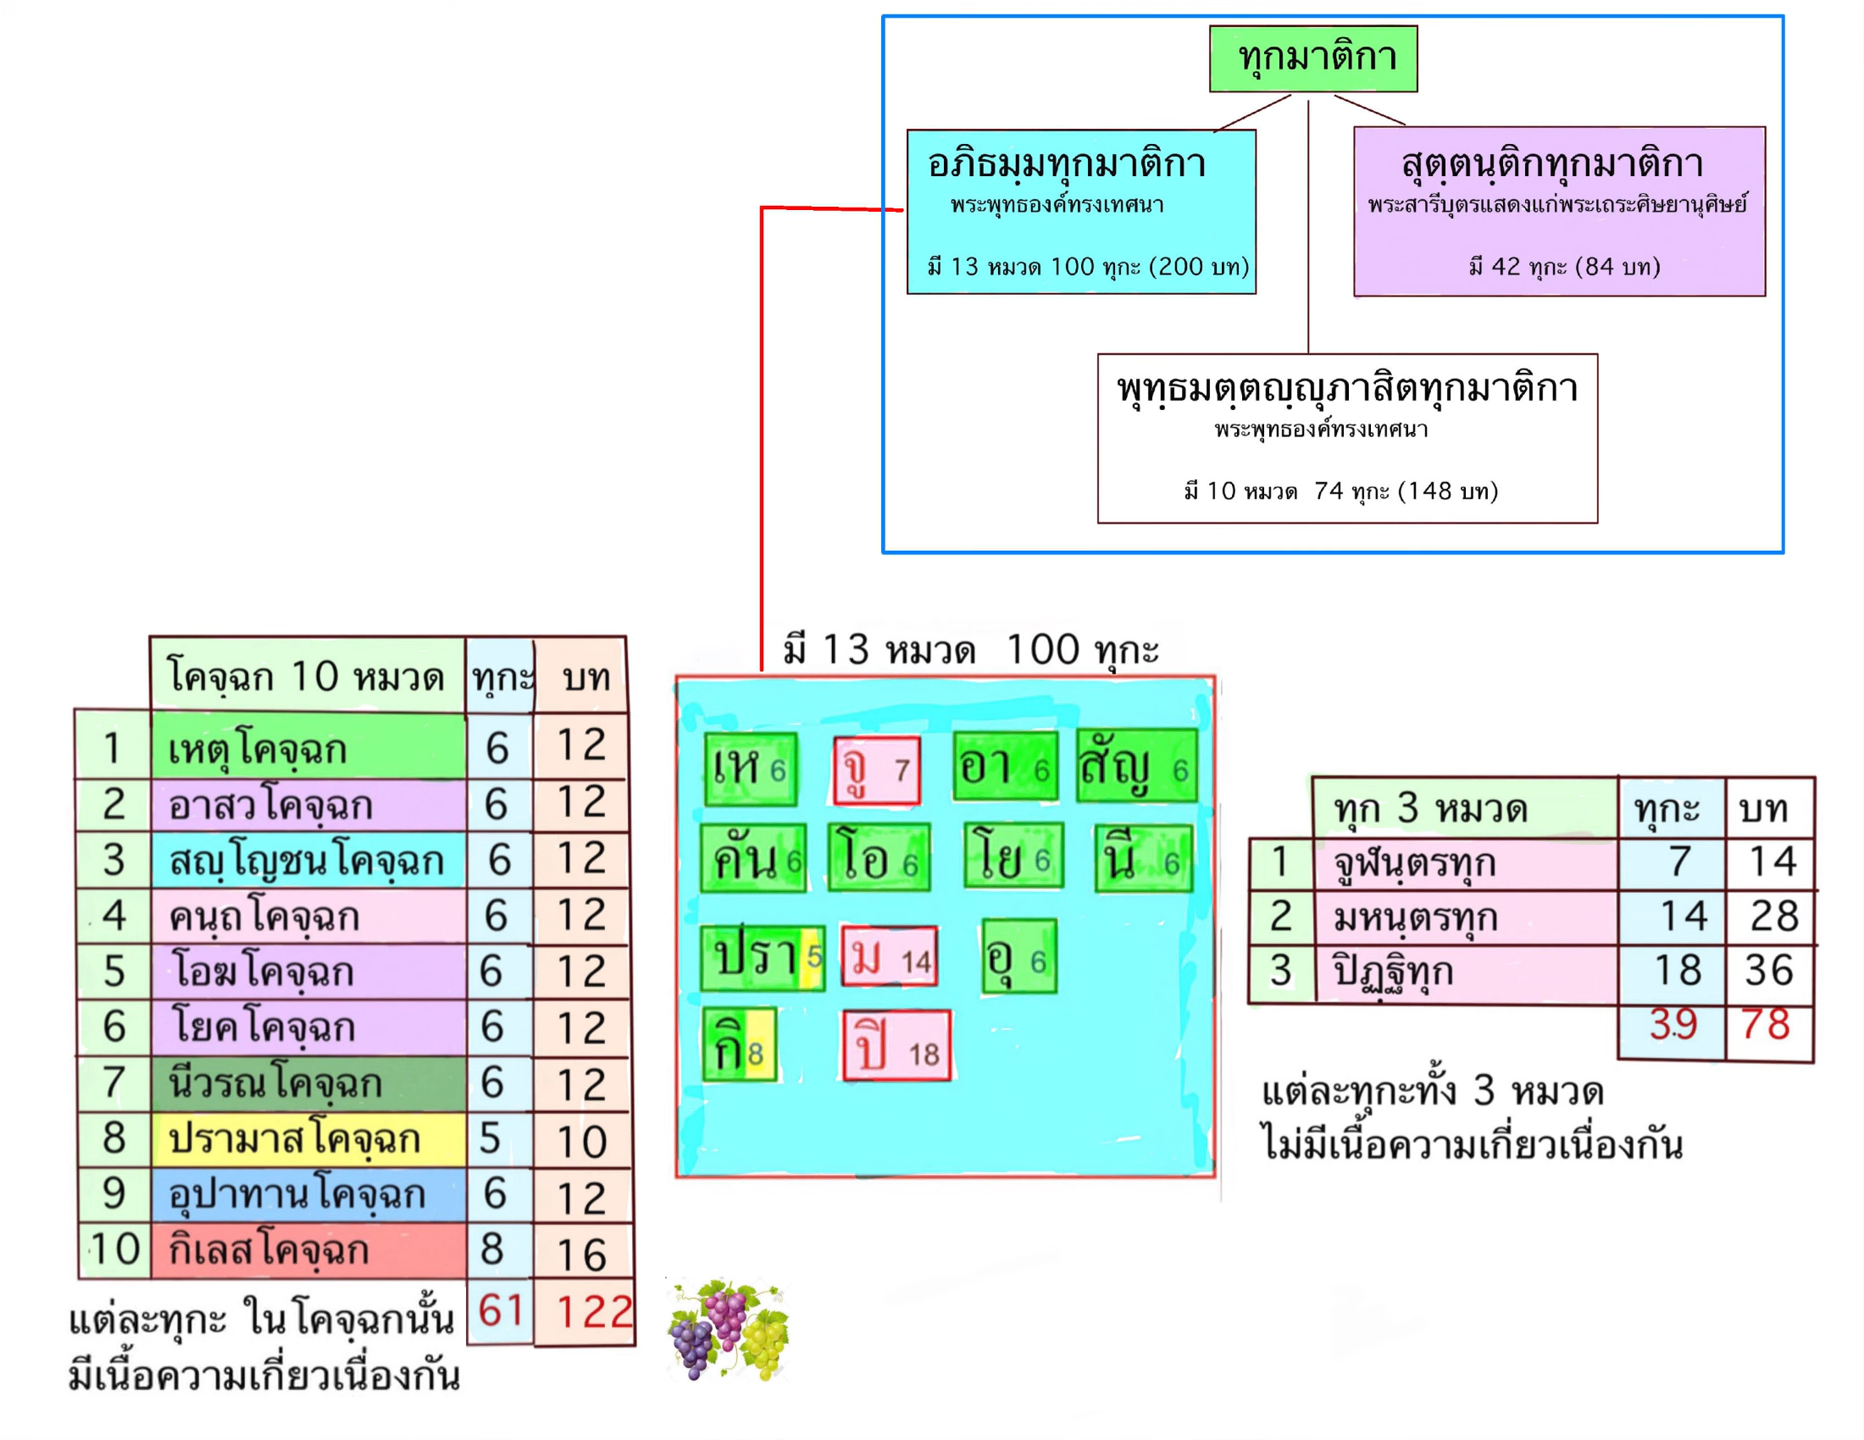 ทุกมาติกา
อภิธมฺมทุกมาติกา
พระพุทธองค์ทรงเทศนา
มี 13 หมวด 100 ทุกะ (200 บท)
สุตฺตนฺติกทุกมาติกา
พระสารีบุตรแสดงแก่พระเถระศิษยานุศิษย์
มี 42 ทุกะ (84 บท)
พุทฺธมตฺตญฺญุภาสิตทุกมาติกา
พระพุทธองค์ทรงเทศนา
มี 10 หมวด 74 ทุกะ (148 บท)
โคจฺฉก 10 หมวด ทุกะ บท
1 เหตุโคจฺฉก 6 12
2 อาสวโคจฺฉก 6 12
3 สญฺโญชนโคจฺฉก 6 12
4 คนฺถโคจฺฉก 6 12
5 โอฆโคจฺฉก 6 12
6 โยคโคจฺฉก 6 12
7 นีวรณโคจฺฉก 6 12
8 ปรามาสโคจฺฉก 5 10
9 อุปาทานโคจฺฉก 6 12
10 กิเลสโคจฺฉก 8 16
61 122
แต่ละทุกะ ในโคจฺฉกนั้น
มีเนื้อความเกี่ยวเนื่องกัน
มี 13 หมวด 100 ทุกะ
เห 6 จู 7 อา 6 สัญ 6
คัน 6 โอ 6 โย 6 นี 6
ปรา 5 ม 14 อุ 6
กิ 8 ปิ 18
ทุก 3 หมวด ทุกะ บท
1 จูฬนฺตรทุก 7 14
2 มหนฺตรทุก 14 28
3 ปิฏฺฐิทุก 18 36
39 78
แต่ละทุกะทั้ง 3 หมวด
ไม่มีเนื้อความเกี่ยวเนื่องกัน